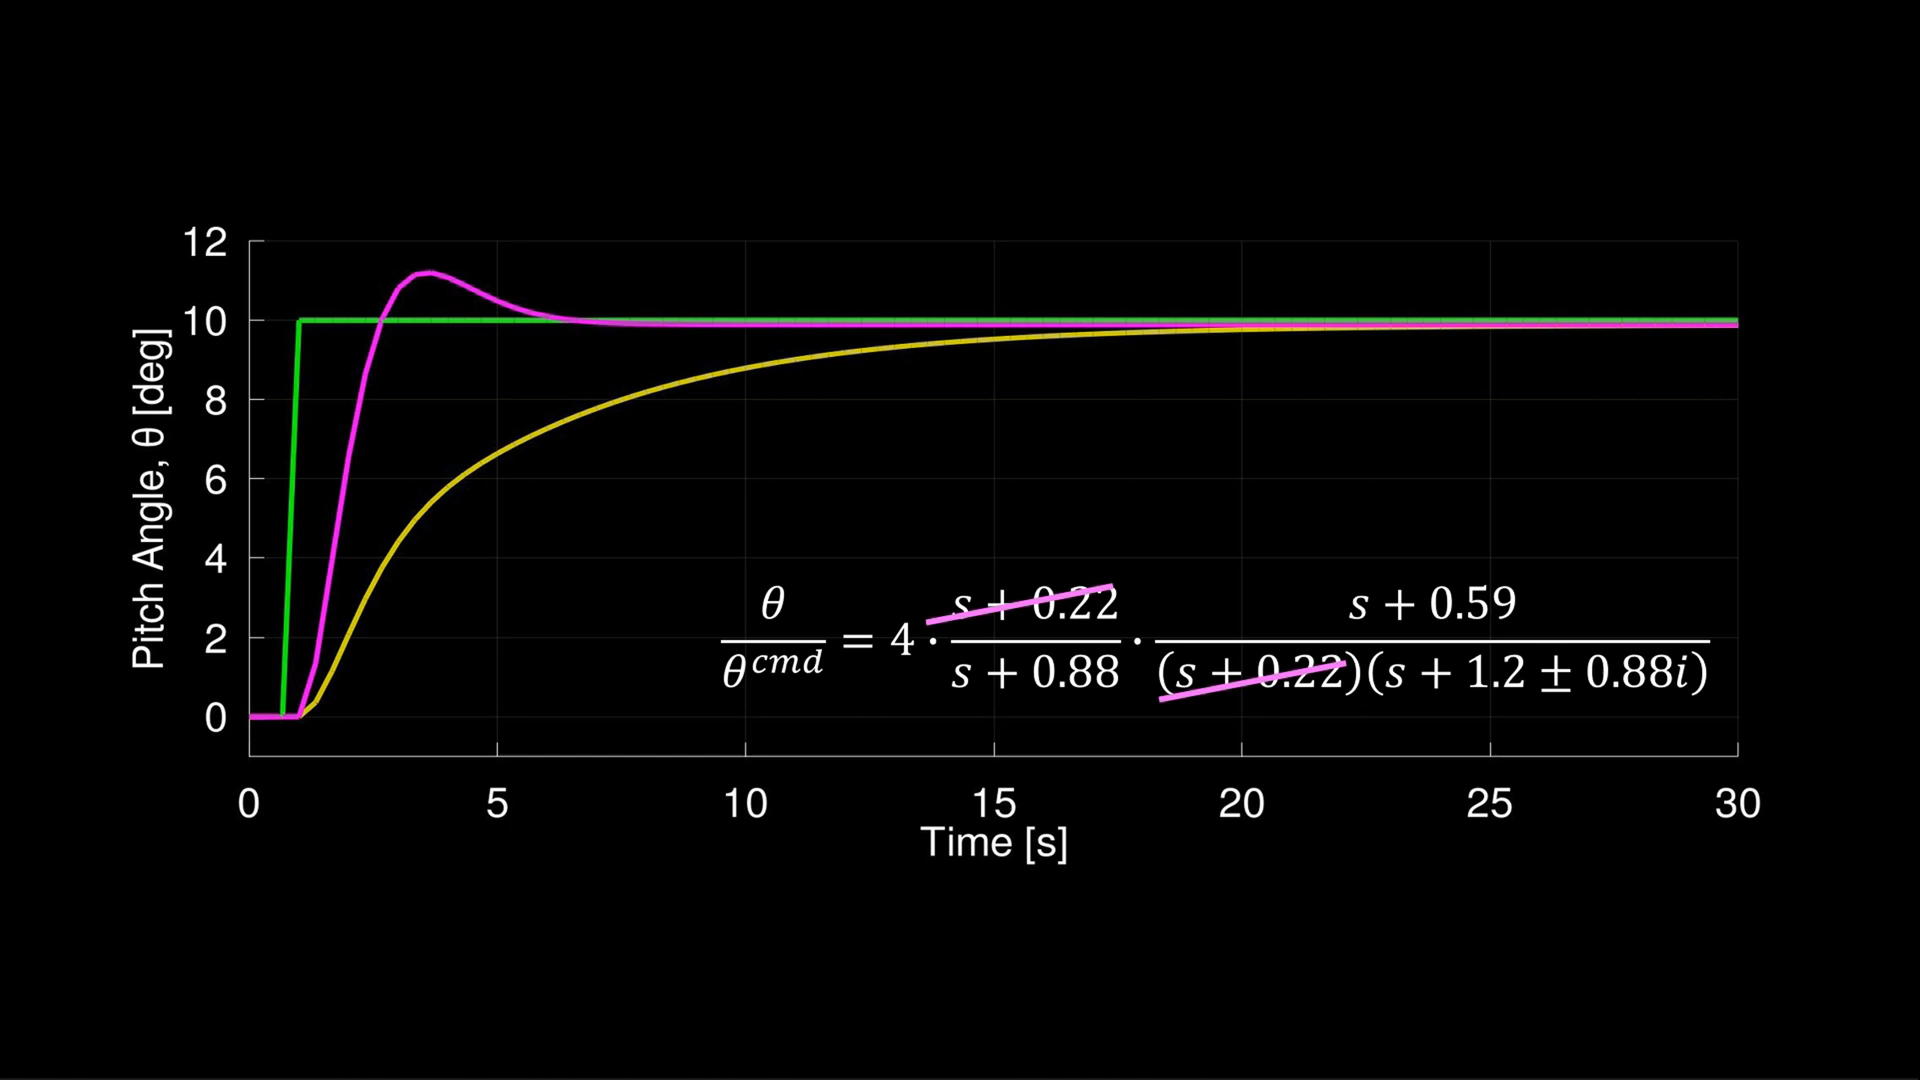 12
10
8
6
4
2
0
Pitch Angle, θ [deg]
θ / θ^cmd = 4 · (s + 0.22) / (s + 0.88) · (s + 0.59) / ((s + 0.22)(s + 1.2 ± 0.88i))
0 5 10 15 20 25 30
Time [s]